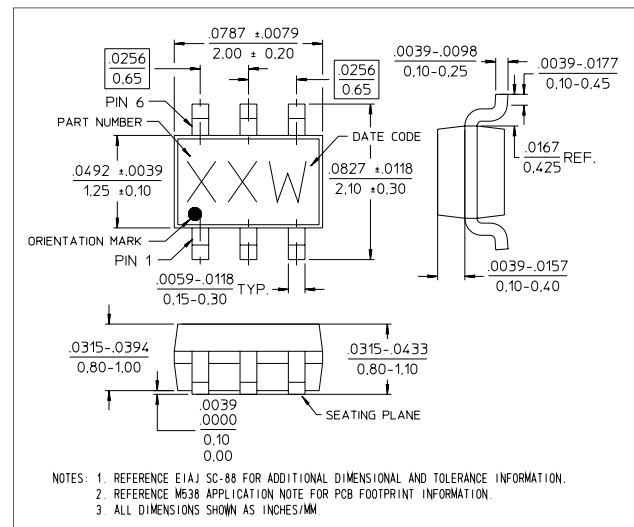 .0787 ±.0079
2,00 ± 0,20
.0256
0,65
.0256
0,65
.0039-.0098
0,10-0,25
.0039-.0177
0,10-0,45
PIN 6
PART NUMBER
DATE CODE
.0492 ±.0039
1,25 ±0,10
XXW
.0827 ±.0118
2,10 ±0,30
.0167
0,425
REF.
ORIENTATION MARK
PIN 1
.0059-.0118
0,15-0,30
TYP.
.0039-.0157
0,10-0,40
.0315-.0394
0,80-1,00
.0315-.0433
0,80-1,10
.0039
.0000
0,10
0,00
SEATING PLANE
NOTES: 1. REFERENCE EIAJ SC-88 FOR ADDITIONAL DIMENSIONAL AND TOLERANCE INFORMATION.
2. REFERENCE M538 APPLICATION NOTE FOR PCB FOOTPRINT INFORMATION.
3. ALL DIMENSIONS SHOWN AS INCHES/MM.